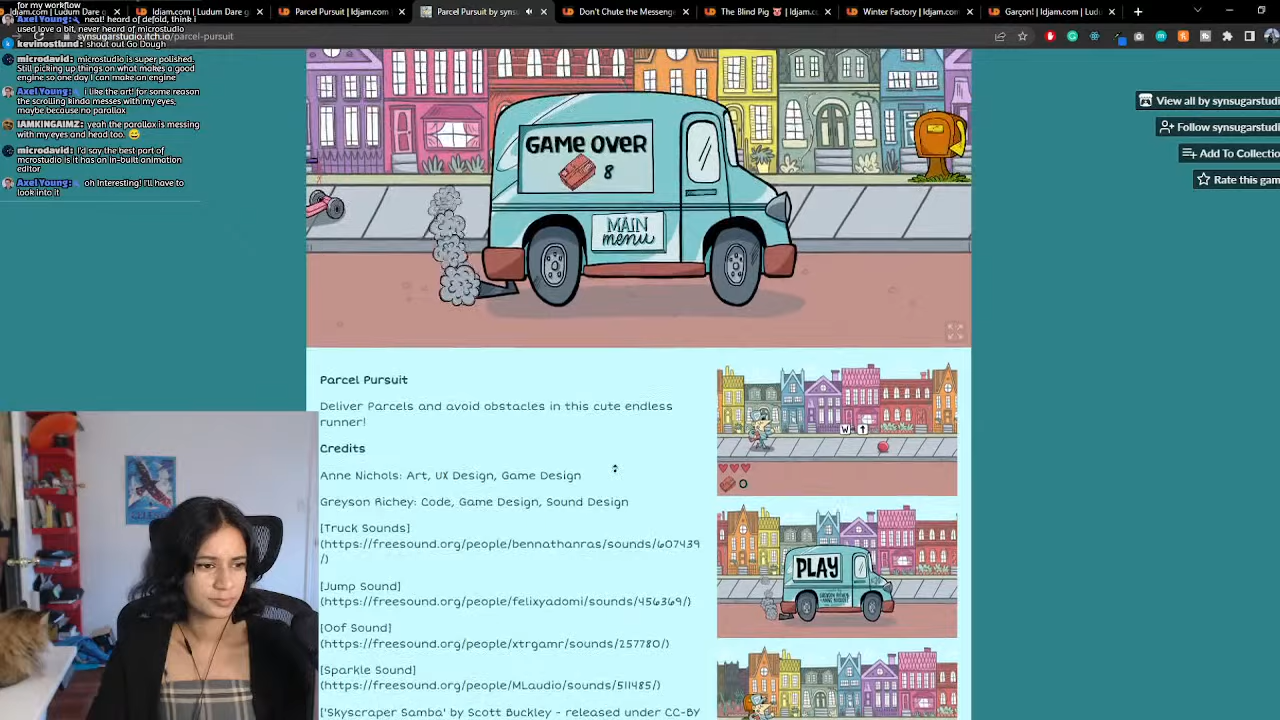 for my workflow
Axel Young: neat! heard of defold, think i
used love a bit, never heard of microstudio
kevinostlund: shout out Go Dough
microdavid: microstudio is super polished.
Still picking up things on what makes a good
engine so one day I can make an engine
Axel Young: i like the art! for some reason
the scrolling kinda messes with my eyes,
maybe because no parallax
IAMKINGAIMZ: yeah the parallax is messing
with my eyes and head too.
microdavid: I'd say the best part of
mcrostudio is it has an in-built animation
editor
Axel Young: oh interesting! I'll have to
look into it
ldjam.com | Ludum Dare g
ldjam.com | Ludum Dare g
Parcel Pursuit | ldjam.com
Parcel Pursuit by syn
Don't Chute the Messenge
The Blind Pig
| ldjam.c
Winter Factory | ldjam.com
Garçon! | ldjam.com | Lud
synsugarstudio.itch.io/parcel-pursuit
View all by synsugarstudi
Follow synsugarstudi
Add To Collectio
Rate this gam
GAME OVER
8
MAIN
menu
Parcel Pursuit
Deliver Parcels and avoid obstacles in this cute endless
runner!
Credits
Anne Nichols: Art, UX Design, Game Design
Greyson Richey: Code, Game Design, Sound Design
[Truck Sounds]
(https://freesound.org/people/bennathanras/sounds/607439
/)
[Jump Sound]
(https://freesound.org/people/felixyadomi/sounds/456369/)
[Oof Sound]
(https://freesound.org/people/xtrgamr/sounds/257780/)
[Sparkle Sound]
(https://freesound.org/people/MLaudio/sounds/511485/)
['Skyscraper Samba' by Scott Buckley - released under CC-BY
W
0
PLAY